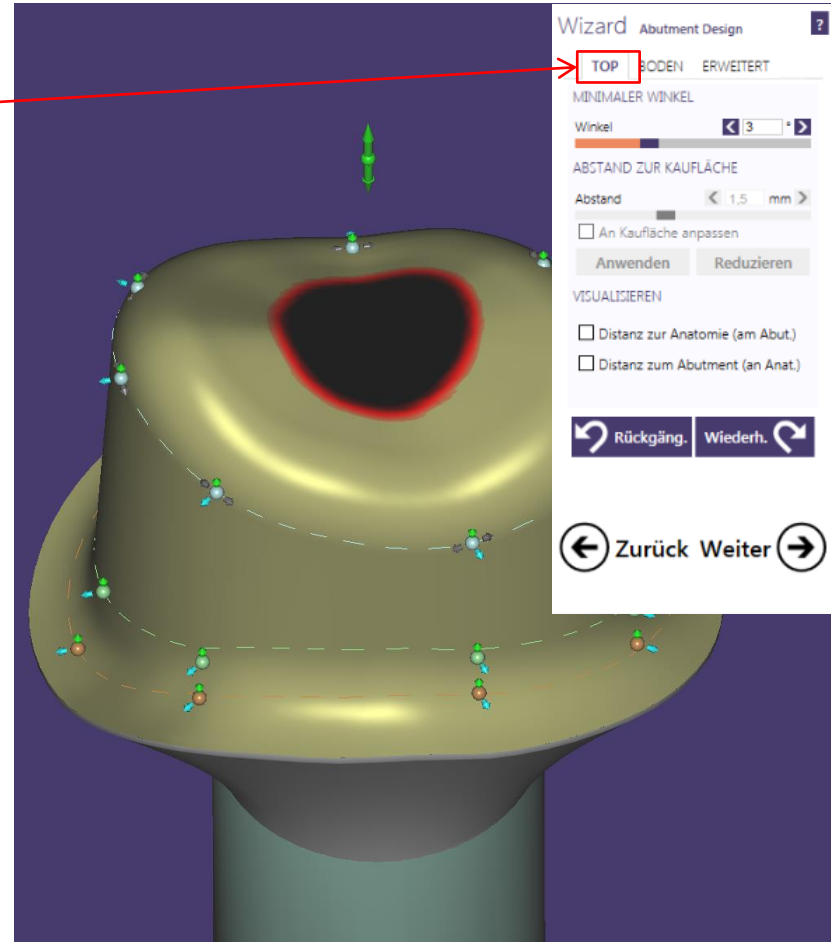 Wizard Abutment Design ?
TOP BODEN ERWEITERT
MINIMALER WINKEL
Winkel 3 °
ABSTAND ZUR KAUFLÄCHE
Abstand 1,5 mm
An Kaufläche anpassen
Anwenden Reduzieren
VISUALISIEREN
Distanz zur Anatomie (am Abut.)
Distanz zum Abutment (an Anat.)
Rückgäng. Wiederh.
Zurück Weiter